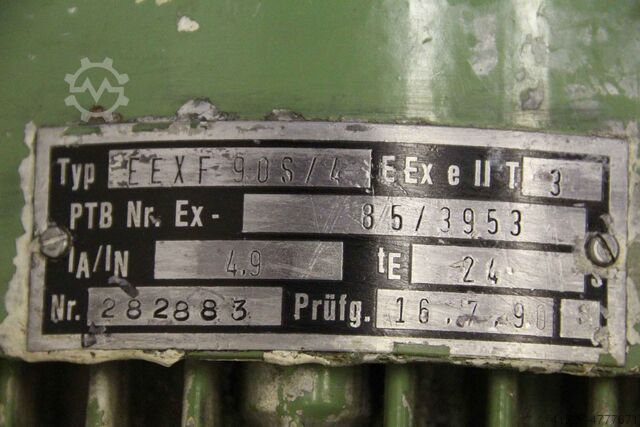 Typ EEXF 90S/4 EEx e II T 3
PTB Nr. Ex- 85/3953
IA/IN 4.9 tE 24 s
Nr. 282883 Prüfg. 16.7.90